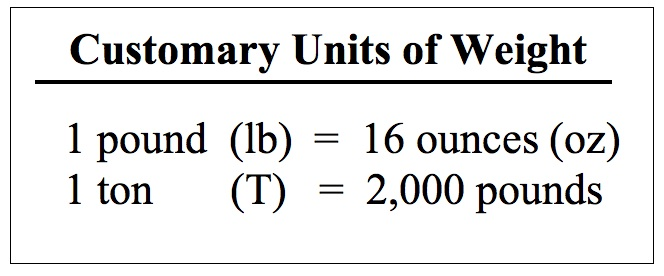 Customary Units of Weight
1 pound (lb) = 16 ounces (oz)
1 ton (T) = 2,000 pounds